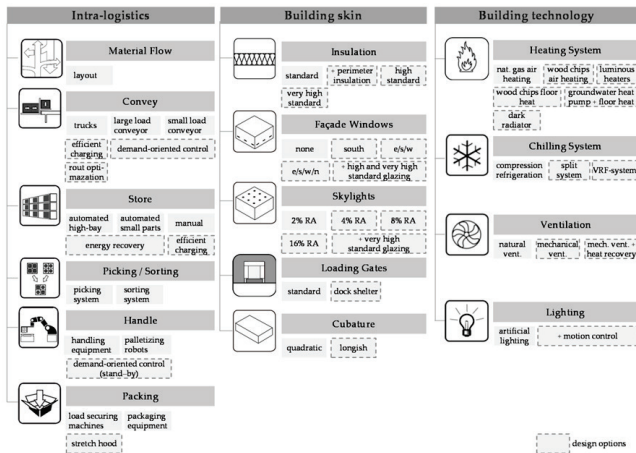 Intra-logistics
Material Flow
layout
Convey
trucks
large load
conveyor
small load
conveyor
efficient
charging
demand-oriented control
rout opti-
mazation
Store
automated
high-bay
automated
small parts
manual
energy recovery
efficient
charging
Picking / Sorting
picking
system
sorting
system
Handle
handling
equipment
palletizing
robots
demand-oriented control
(stand–by)
Packing
load securing
machines
packaging
equipment
stretch hood
Building skin
Insulation
standard
+ perimeter
insulation
high
standard
very high
standard
Façade Windows
none
south
e/s/w
e/s/w/n
+ high and very high
standard glazing
Skylights
2% RA
4% RA
8% RA
16% RA
+ very high
standard glazing
Loading Gates
standard
dock shelter
Cubature
quadratic
longish
Building technology
Heating System
nat. gas air
heating
wood chips
air heating
luminous
heaters
wood chips floor
heat
groundwater heat
pump + floor heat
dark
radiator
Chilling System
compression
refrigeration
split
system
VRF-system
Ventilation
natural
vent.
mechanical
vent.
mech. vent. +
heat recovery
Lighting
artificial
lighting
+ motion control
design options